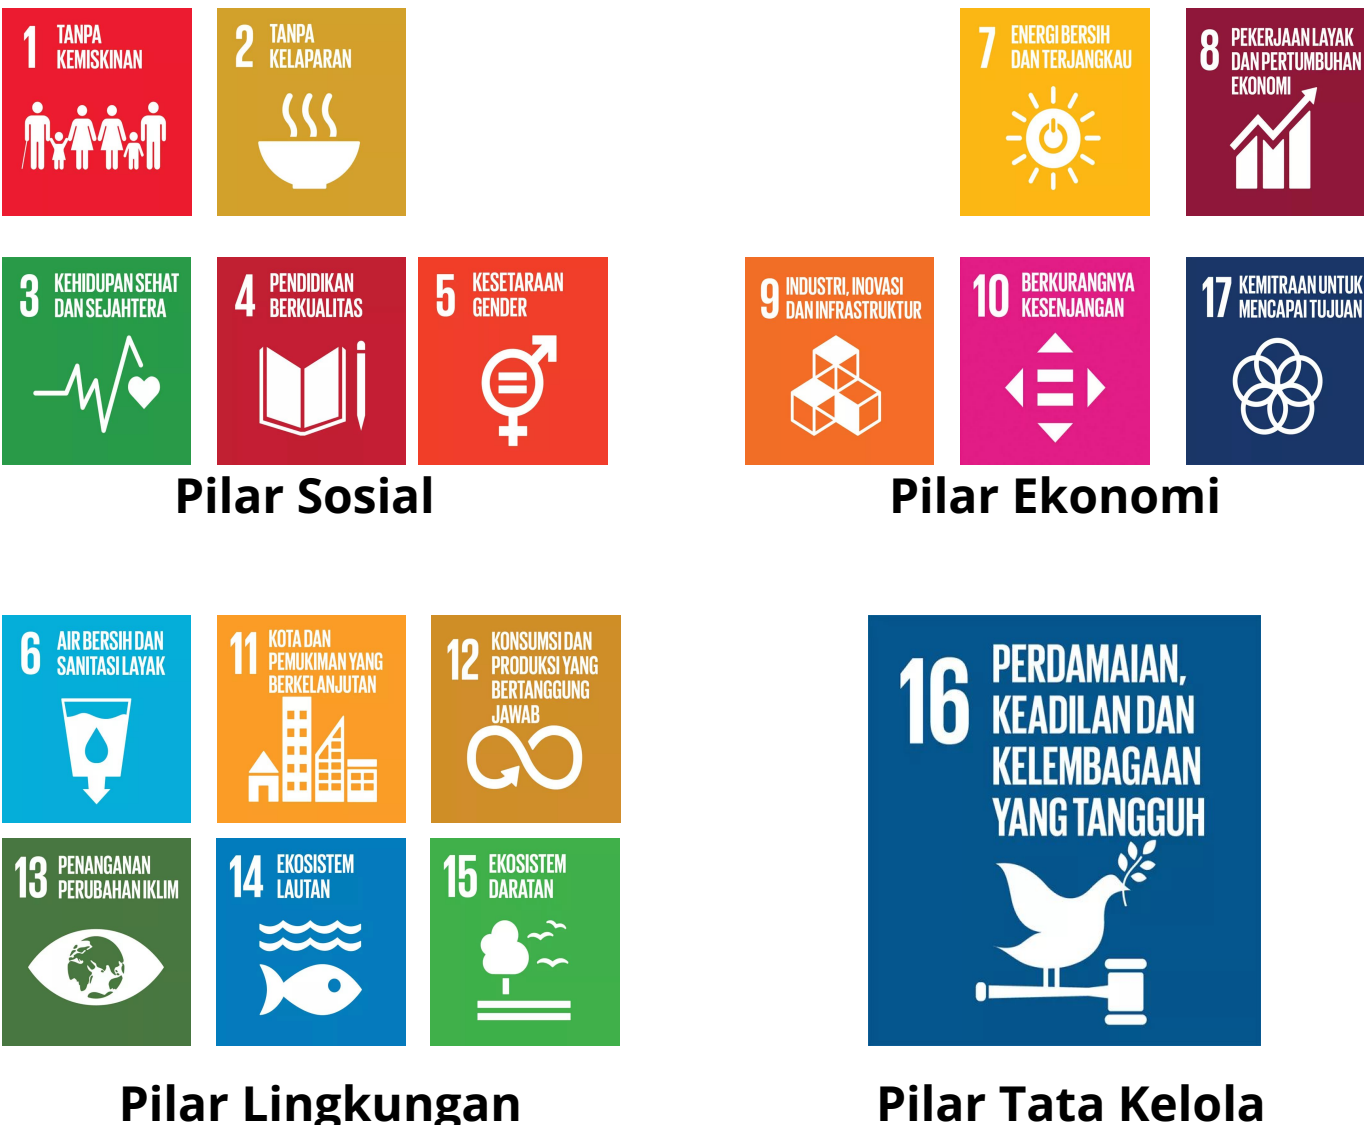 1 TANPA
KEMISKINAN
2 TANPA
KELAPARAN
3 KEHIDUPAN SEHAT
DAN SEJAHTERA
4 PENDIDIKAN
BERKUALITAS
5 KESETARAAN
GENDER
Pilar Sosial
7 ENERGI BERSIH
DAN TERJANGKAU
8 PEKERJAAN LAYAK
DAN PERTUMBUHAN
EKONOMI
9 INDUSTRI, INOVASI
DAN INFRASTRUKTUR
10 BERKURANGNYA
KESENJANGAN
17 KEMITRAAN UNTUK
MENCAPAI TUJUAN
Pilar Ekonomi
6 AIR BERSIH DAN
SANITASI LAYAK
11 KOTA DAN
PEMUKIMAN YANG
BERKELANJUTAN
12 KONSUMSI DAN
PRODUKSI YANG
BERTANGGUNG
JAWAB
13 PENANGANAN
PERUBAHAN IKLIM
14 EKOSISTEM
LAUTAN
15 EKOSISTEM
DARATAN
Pilar Lingkungan
16 PERDAMAIAN,
KEADILAN DAN
KELEMBAGAAN
YANG TANGGUH
Pilar Tata Kelola